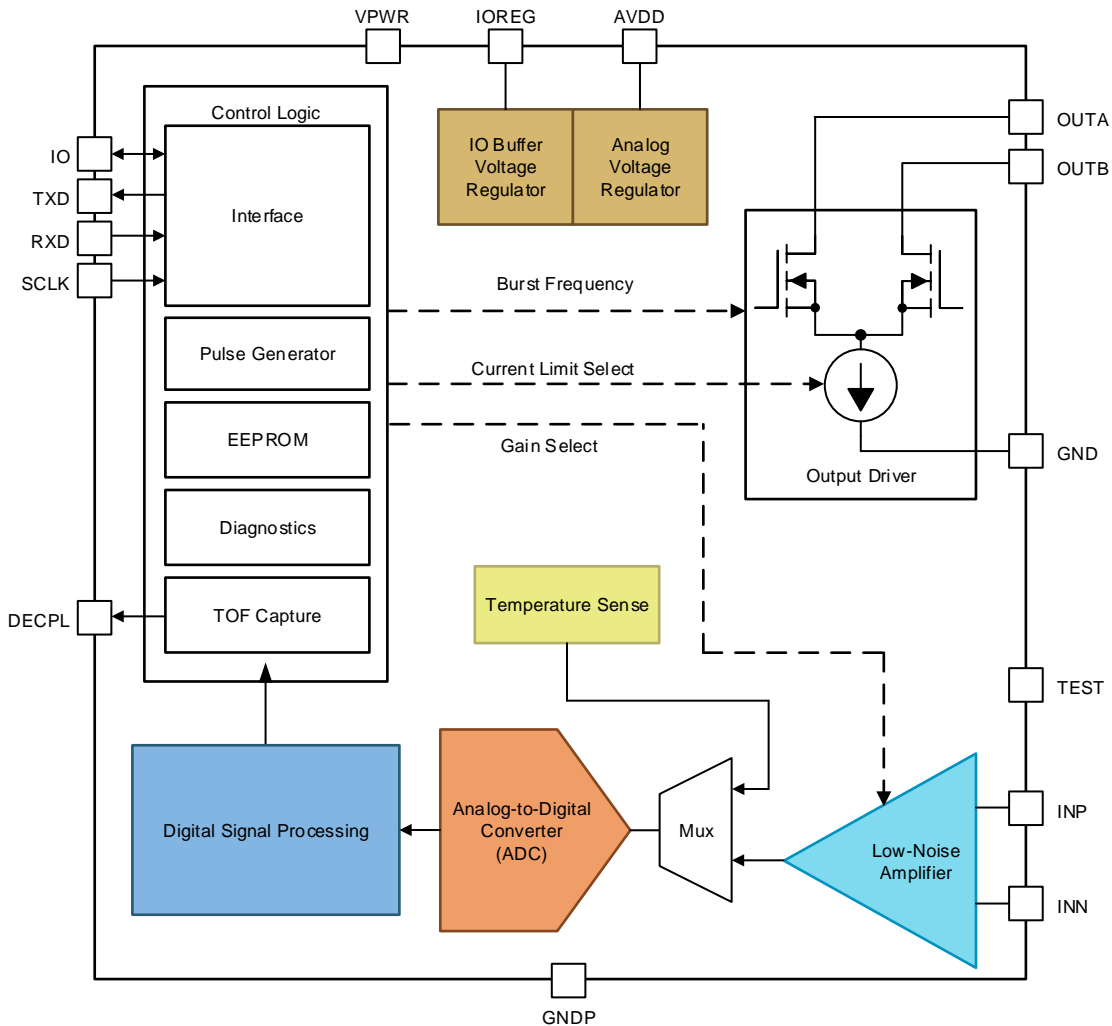 VPWR
IOREG
AVDD
Control Logic
IO
TXD
RXD
SCLK
Interface
IO Buffer
Voltage
Regulator
Analog
Voltage
Regulator
OUTA
OUTB
Burst Frequency
Pulse Generator
Current Limit Select
EEPROM
Gain Select
GND
Output Driver
Diagnostics
Temperature Sense
DECPL
TOF Capture
TEST
Digital Signal Processing
Analog-to-Digital
Converter
(ADC)
Mux
Low-Noise
Amplifier
INP
INN
GNDP